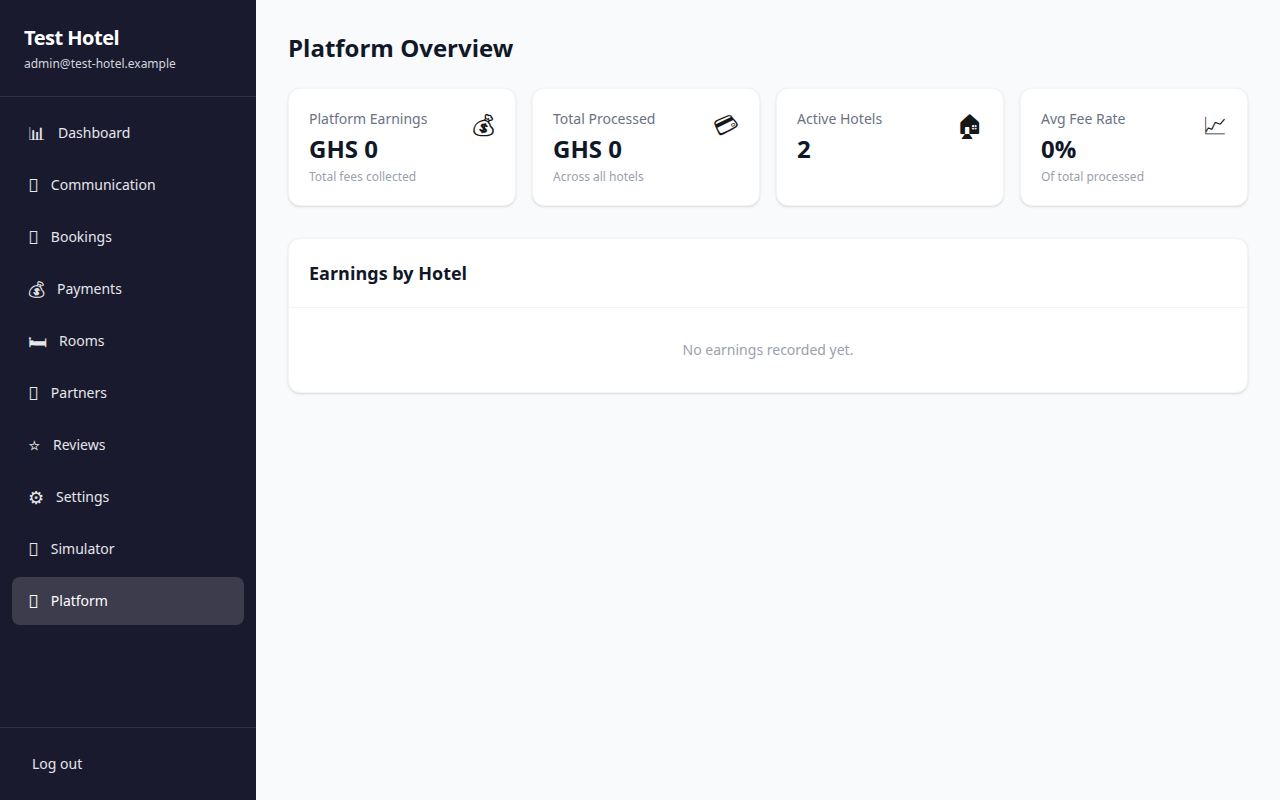 Test Hotel
admin@test-hotel.example
Dashboard
Communication
Bookings
Payments
Rooms
Partners
Reviews
Settings
Simulator
Platform
Log out
Platform Overview
Platform Earnings
GHS 0
Total fees collected
Total Processed
GHS 0
Across all hotels
Active Hotels
2
Avg Fee Rate
0%
Of total processed
Earnings by Hotel
No earnings recorded yet.